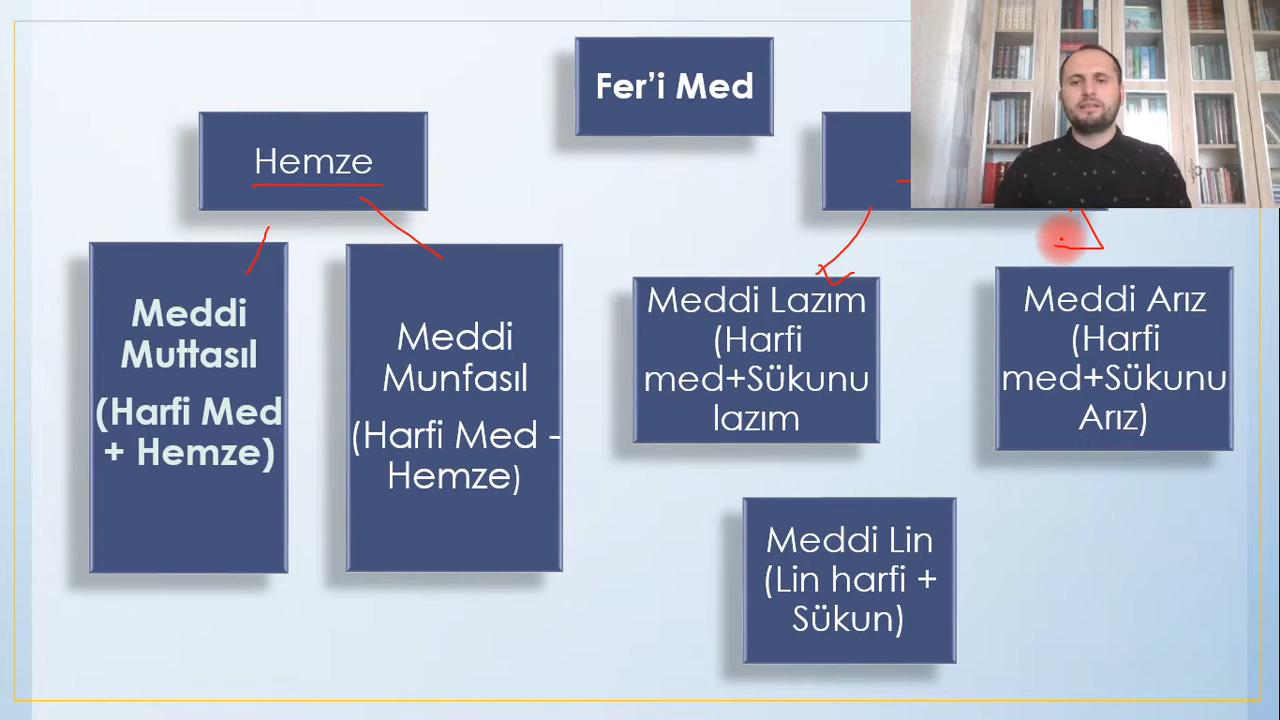 Fer'i Med
Hemze
Meddi
Muttasıl
(Harfi Med
+ Hemze)
Meddi
Munfasıl
(Harfi Med -
Hemze)
Meddi Lazım
(Harfi
med+Sükunu
lazım
Meddi Arız
(Harfi
med+Sükunu
Arız)
Meddi Lin
(Lin harfi +
Sükun)